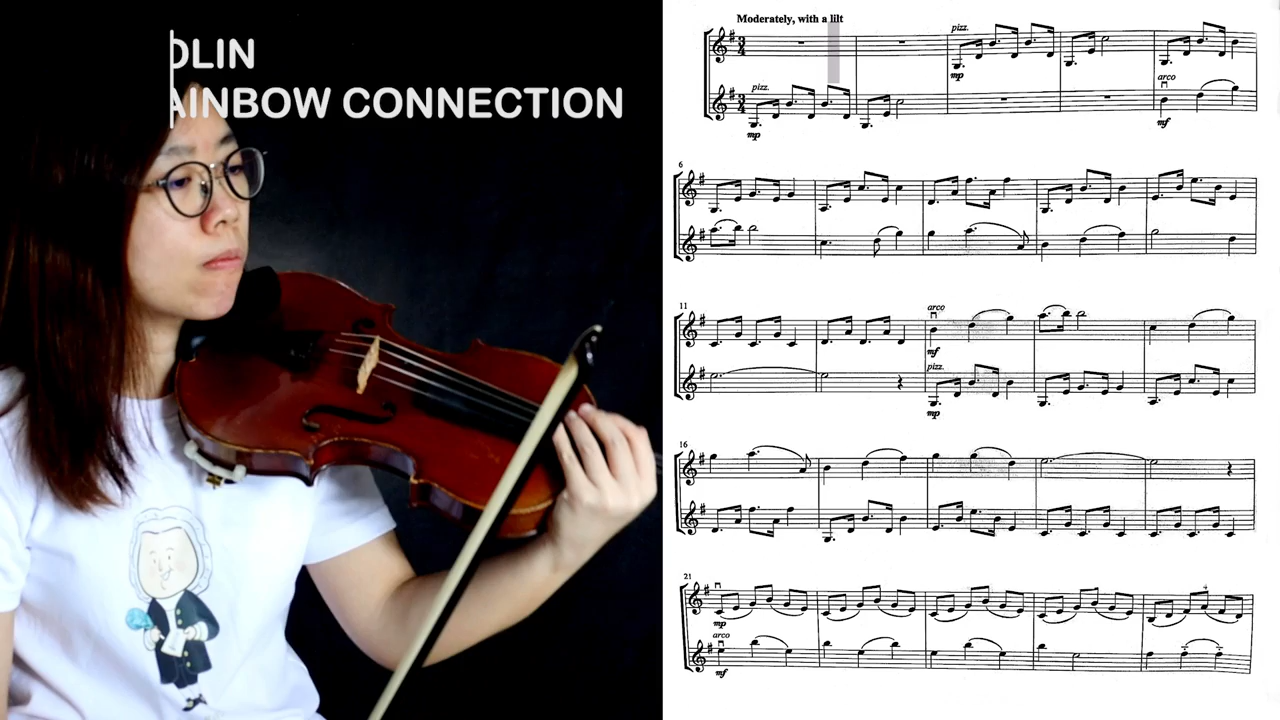 OLIN
AINBOW CONNECTION
Moderately, with a lilt
pizz.
mp
pizz.
mp
arco
mf
6
11
arco
mf
pizz.
mp
16
21
mp
arco
mf